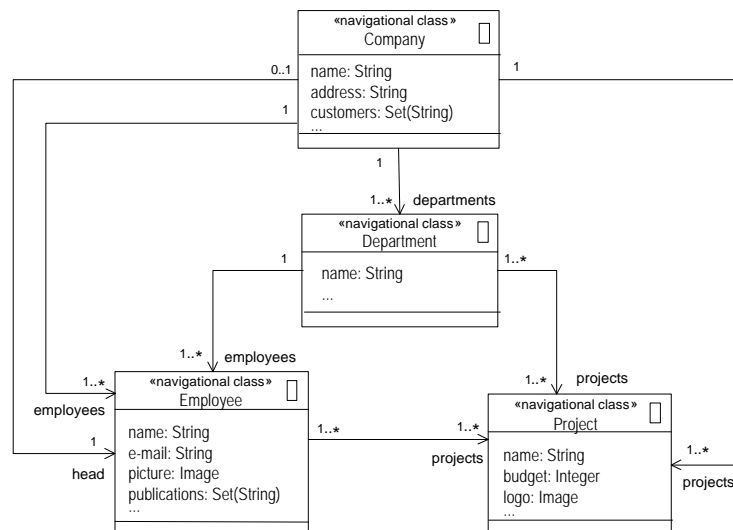 «navigational class»
Company
name: String
address: String
customers: Set(String)
...
0..1
1
1
1
1..*
departments
«navigational class»
Department
name: String
...
1
1..*
1..*
employees
1..*
projects
1..*
employees
1
head
«navigational class»
Employee
name: String
e-mail: String
picture: Image
publications: Set(String)
...
1..*
1..*
projects
«navigational class»
Project
name: String
budget: Integer
logo: Image
...
1..*
projects